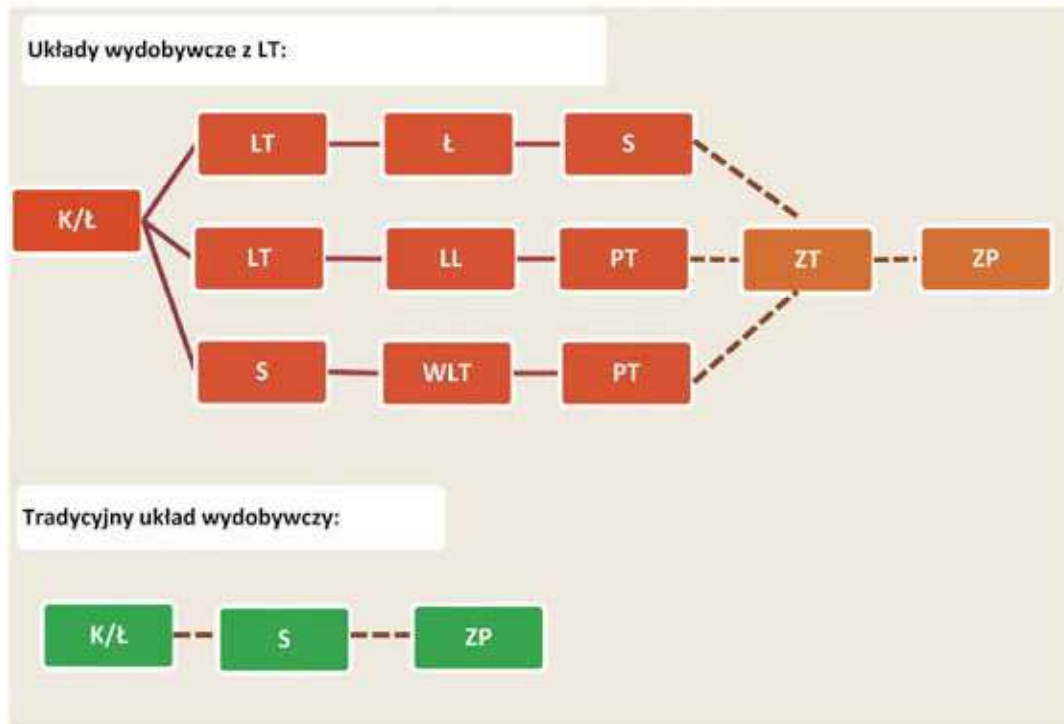 Układy wydobywcze z LT:
LT Ł S
K/Ł
LT LL PT ZT ZP
S WLT PT
Tradycyjny układ wydobywczy:
K/Ł S ZP